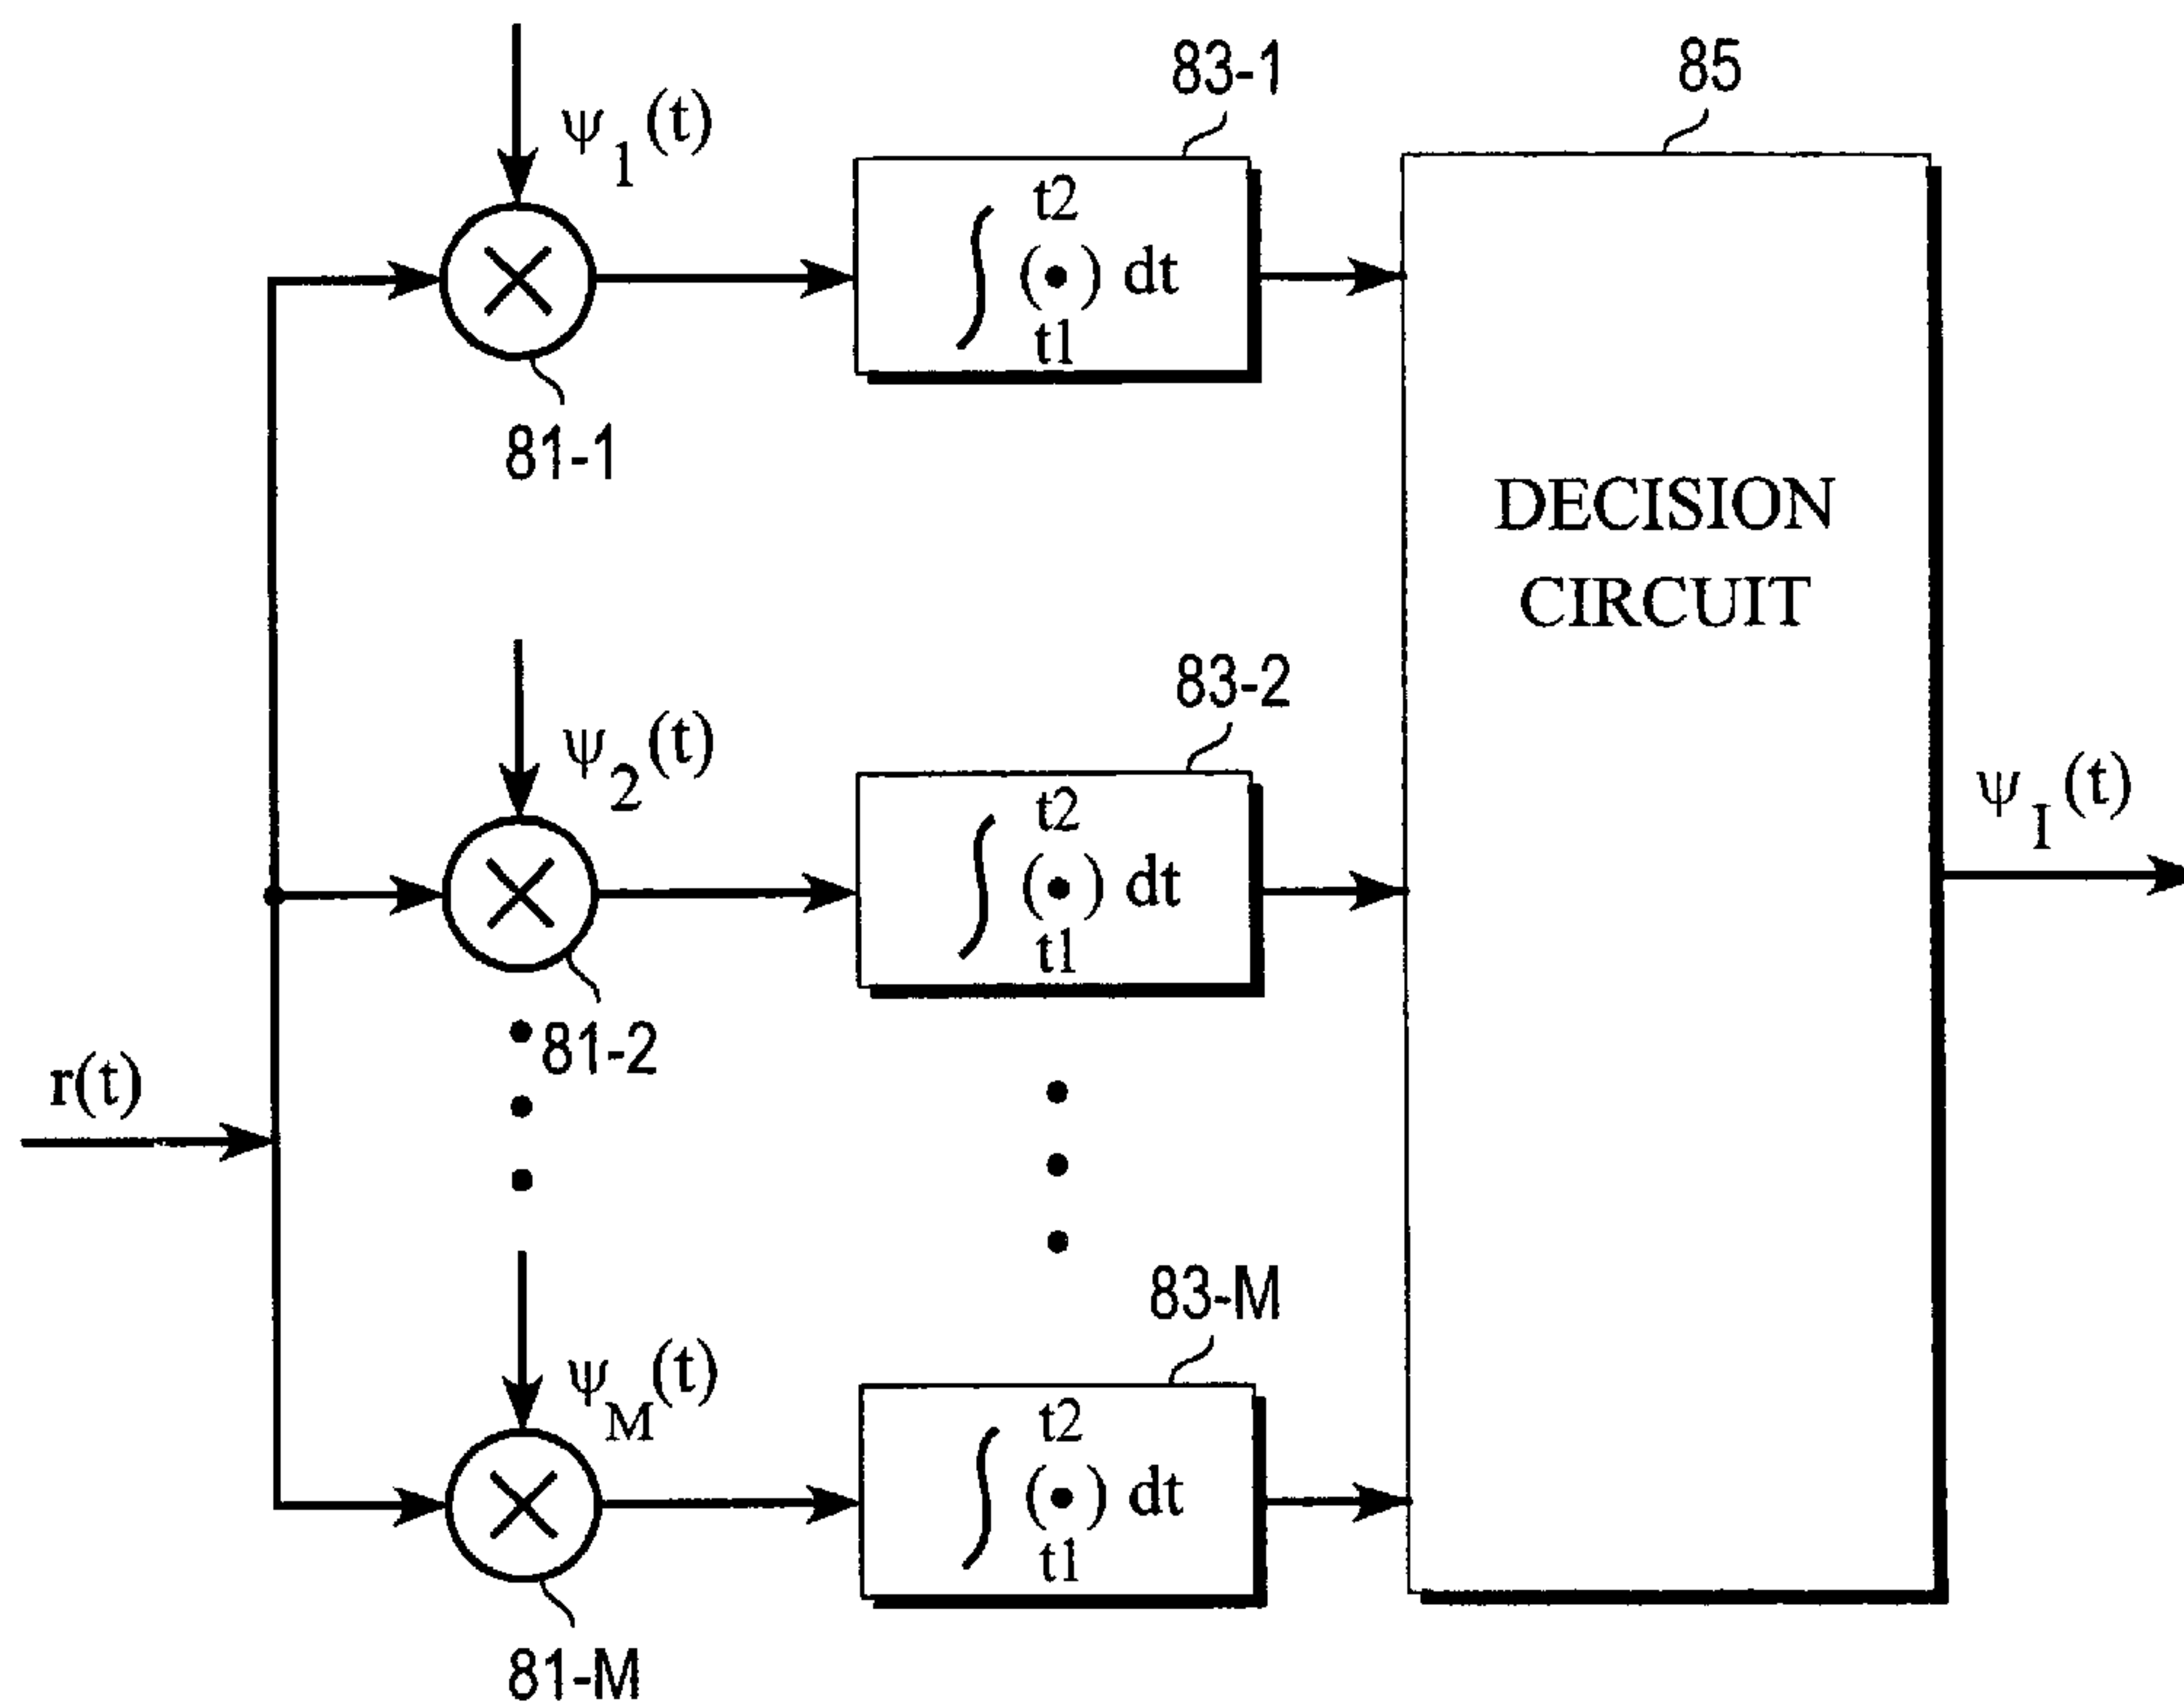 83-1
85
ψ1(t)
∫ t2 (•) dt t1
81-1
DECISION
CIRCUIT
83-2
ψ2(t)
∫ t2 (•) dt t1
ψI(t)
81-2
r(t)
83-M
ψM(t)
∫ t2 (•) dt t1
81-M